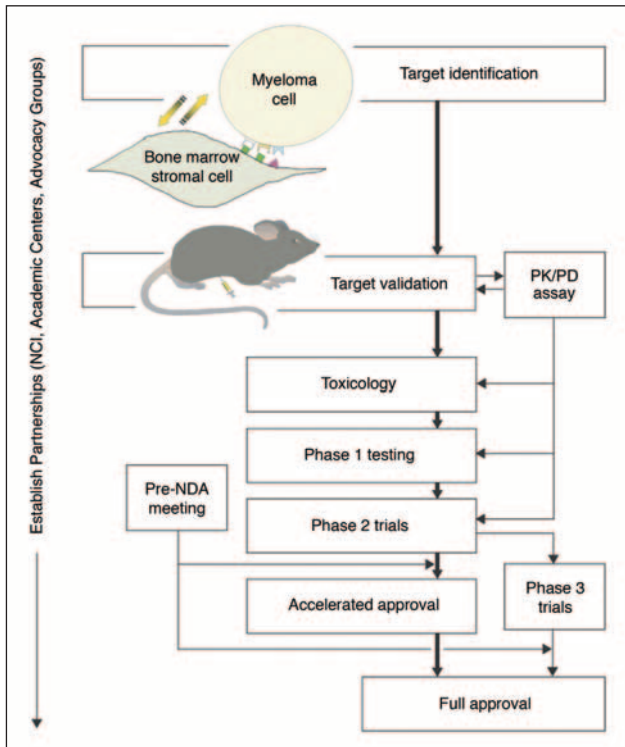 Establish Partnerships (NCI, Academic Centers, Advocacy Groups)
Myeloma
cell
Target identification
Bone marrow
stromal cell
Target validation
PK/PD
assay
Toxicology
Phase 1 testing
Pre-NDA
meeting
Phase 2 trials
Accelerated approval
Phase 3
trials
Full approval